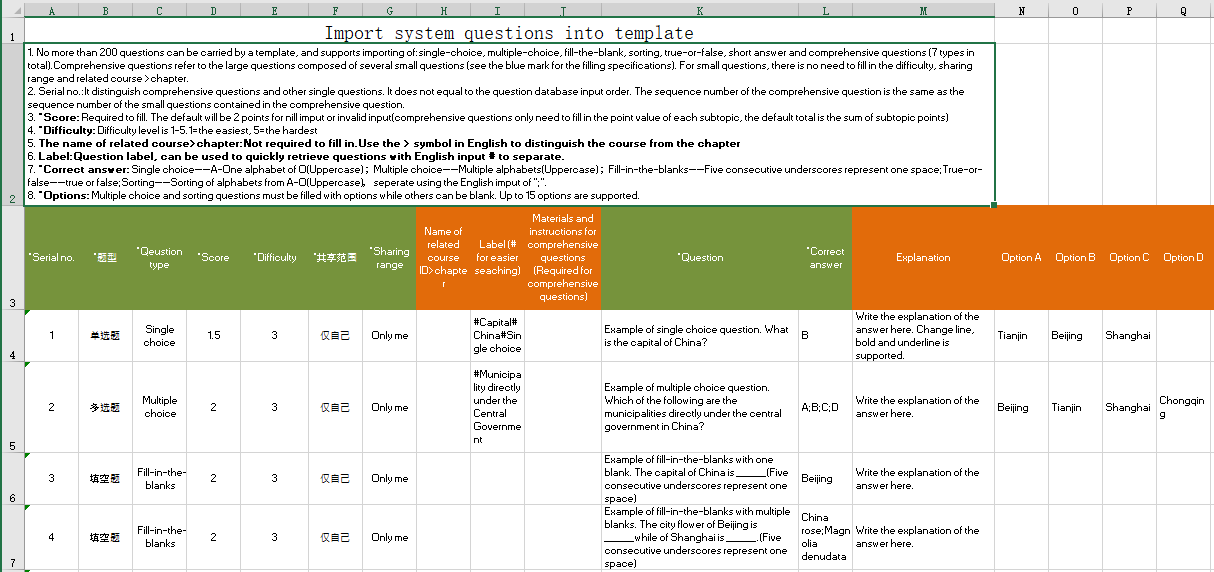 A B C D E F G H I J K L M N O P Q
1 Import system questions into template
1. No more than 200 questions can be carried by a template, and supports importing of:single-choice, multiple-choice, fill-the-blank, sorting, true-or-false, short answer and comprehensive questions (7 types in
total).Comprehensive questions refer to the large questions composed of several small questions (see the blue mark for the filling specifications). For small questions, there is no need to fill in the difficulty, sharing
range and related course >chapter.
2. Serial no.:It distinguish comprehensive questions and other single questions. It does not equal to the question database input order. The sequence number of the comprehensive question is the same as the
sequence number of the small questions contained in the comprehensive question.
3. *Score: Required to fill. The default will be 2 points for nill imput or invalid input(comprehensive questions only need to fill in the point value of each subtopic, the default total is the sum of subtopic points)
4. *Difficulty: Difficulty level is 1-5.1=the easiest, 5=the hardest
5. The name of related course>chapter:Not required to fill in.Use the > symbol in English to distinguish the course from the chapter
6. Label:Question label, can be used to quickly retrieve questions with English input # to separate.
7. *Correct answer: Single choice——A-One alphabet of O(Uppercase)；Multiple choice——Multiple alphabets(Uppercase)；Fill-in-the-blanks——Five consecutive underscores represent one space;True-or-
false——true or false;Sorting——Sorting of alphabets from A-O(Uppercase)， seperate using the English imput of ";".
2 8. *Options: Multiple choice and sorting questions must be filled with options while others can be blank. Up to 15 options are supported.
3
*Serial no.
*题型
*Qeustion
type
*Score
*Difficulty
*共享范围
*Sharing
range
Name of
related
course
ID>chapte
r
Label (#
for easier
seaching)
Materials and
instructions for
comprehensive
questions
(Required for
comprehensive
questions)
*Question
*Correct
answer
Explanation
Option A
Option B
Option C
Option D
4
1
单选题
Single
choice
1.5
3
仅自己
Only me
#Capital#
China#Sin
gle choice
Example of single choice question. What
is the capital of China?
B
Write the explanation of the
answer here. Change line,
bold and underline is
supported.
Tianjin
Beijing
Shanghai
5
2
多选题
Multiple
choice
2
3
仅自己
Only me
#Municipa
lity directly
under the
Central
Governme
nt
Example of multiple choice question.
Which of the following are the
municipalities directly under the central
government in China?
A;B;C;D
Write the explanation of the
answer here.
Beijing
Tianjin
Shanghai
Chongqin
g
6
3
填空题
Fill-in-the-
blanks
2
3
仅自己
Only me
Example of fill-in-the-blanks with one
blank. The capital of China is _____(Five
consecutive underscores represent one
space)
Beijing
Write the explanation of the
answer here.
7
4
填空题
Fill-in-the-
blanks
2
3
仅自己
Only me
Example of fill-in-the-blanks with multiple
blanks. The city flower of Beijing is
_____while of Shanghai is _____.(Five
consecutive underscores represent one
space)
China
rose;Magn
olia
denudata
Write the explanation of the
answer here.